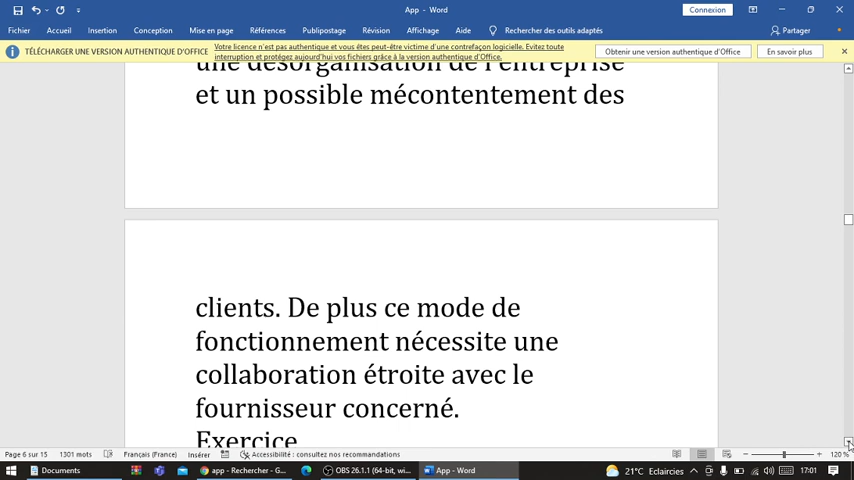 App - Word
Connexion
Fichier Accueil Insertion Conception Mise en page Références Publipostage Révision Affichage Aide Rechercher des outils adaptés Partager
TÉLÉCHARGER UNE VERSION AUTHENTIQUE D'OFFICE Votre licence n'est pas authentique et vous êtes peut-être victime d'une contrefaçon logicielle. Evitez toute
interruption et protégez aujourd'hui vos fichiers grâce à la version authentique d'Office.
Obtenir une version authentique d'Office
En savoir plus
une désorganisation de l'entreprise
et un possible mécontentement des
clients. De plus ce mode de
fonctionnement nécessite une
collaboration étroite avec le
fournisseur concerné.
Exercice
Page 6 sur 15 1301 mots Français (France) Insérer Accessibilité : consultez nos recommandations 120 %
Documents app - Rechercher - G... OBS 26.1.1 (64-bit, wi... App - Word 21°C Eclaircies 17:01